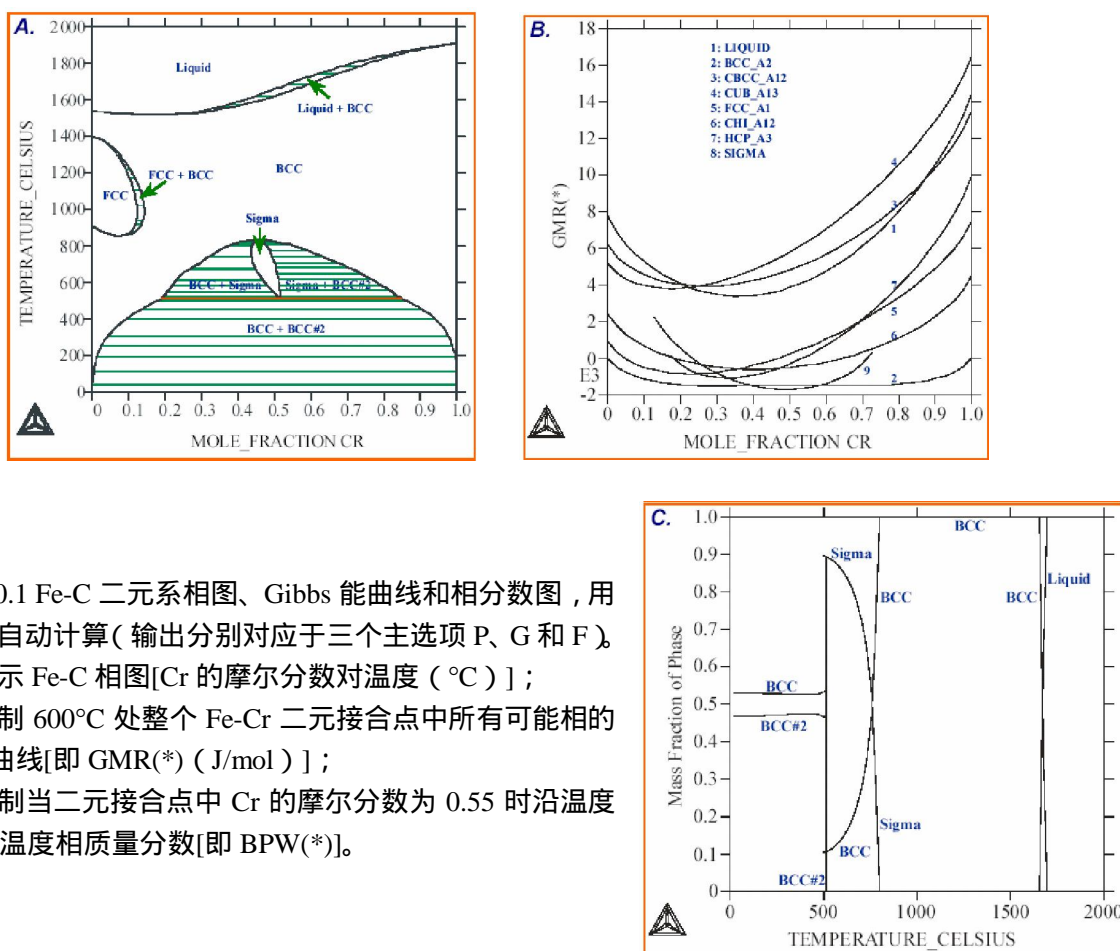 A.
2000
1800
1600
1400
1200
1000
800
600
400
200
0
TEMPERATURE_CELSIUS
Liquid
Liquid + BCC
FCC + BCC
FCC
BCC
Sigma
BCC + Sigma
Sigma + BCC#2
BCC + BCC#2
0 0.1 0.2 0.3 0.4 0.5 0.6 0.7 0.8 0.9 1.0
MOLE_FRACTION CR
B.
18
16
14
12
10
8
6
4
2
0
E3
-2
GMR(*)
1: LIQUID
2: BCC_A2
3: CBCC_A12
4: CUB_A13
5: FCC_A1
6: CHI_A12
7: HCP_A3
8: SIGMA
4
3
1
7
5
6
9
2
0 0.1 0.2 0.3 0.4 0.5 0.6 0.7 0.8 0.9 1.0
MOLE_FRACTION CR
0.1 Fe-C 二元系相图、Gibbs 能曲线和相分数图，用
自动计算（输出分别对应于三个主选项 P、G 和 F）。
示 Fe-C 相图[Cr 的摩尔分数对温度（°C）]；
制 600°C 处整个 Fe-Cr 二元接合点中所有可能相的
曲线[即 GMR(*)（J/mol）]；
制当二元接合点中 Cr 的摩尔分数为 0.55 时沿温度
温度相质量分数[即 BPW(*)]。
C.
1.0
0.9
0.8
0.7
0.6
0.5
0.4
0.3
0.2
0.1
0
Mass Fraction of Phase
BCC
Sigma
Liquid
BCC
BCC
BCC
BCC#2
Sigma
BCC
BCC#2
0 500 1000 1500 2000
TEMPERATURE_CELSIUS